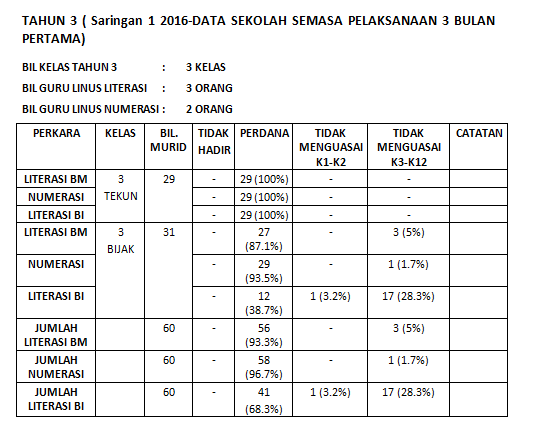 TAHUN 3 ( Saringan 1 2016-DATA SEKOLAH SEMASA PELAKSANAAN 3 BULAN
PERTAMA)
BIL KELAS TAHUN 3 : 3 KELAS
BIL GURU LINUS LITERASI : 3 ORANG
BIL GURU LINUS NUMERASI : 2 ORANG
PERKARA KELAS BIL. MURID TIDAK HADIR PERDANA TIDAK MENGUASAI K1-K2 TIDAK MENGUASAI K3-K12 CATATAN
LITERASI BM 3 TEKUN 29 - 29 (100%) - -
NUMERASI - 29 (100%) - -
LITERASI BI - 29 (100%) - -
LITERASI BM 3 BIJAK 31 - 27 (87.1%) - 3 (5%)
NUMERASI - 29 (93.5%) - 1 (1.7%)
LITERASI BI - 12 (38.7%) 1 (3.2%) 17 (28.3%)
JUMLAH LITERASI BM 60 - 56 (93.3%) - 3 (5%)
JUMLAH NUMERASI 60 - 58 (96.7%) - 1 (1.7%)
JUMLAH LITERASI BI 60 - 41 (68.3%) 1 (3.2%) 17 (28.3%)